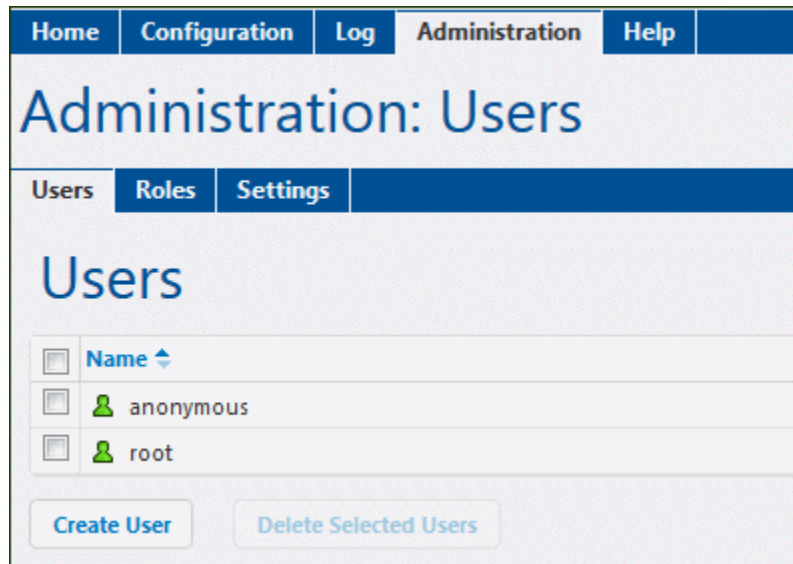 Home Configuration Log Administration Help
Administration: Users
Users Roles Settings
Users
Name
anonymous
root
Create User Delete Selected Users